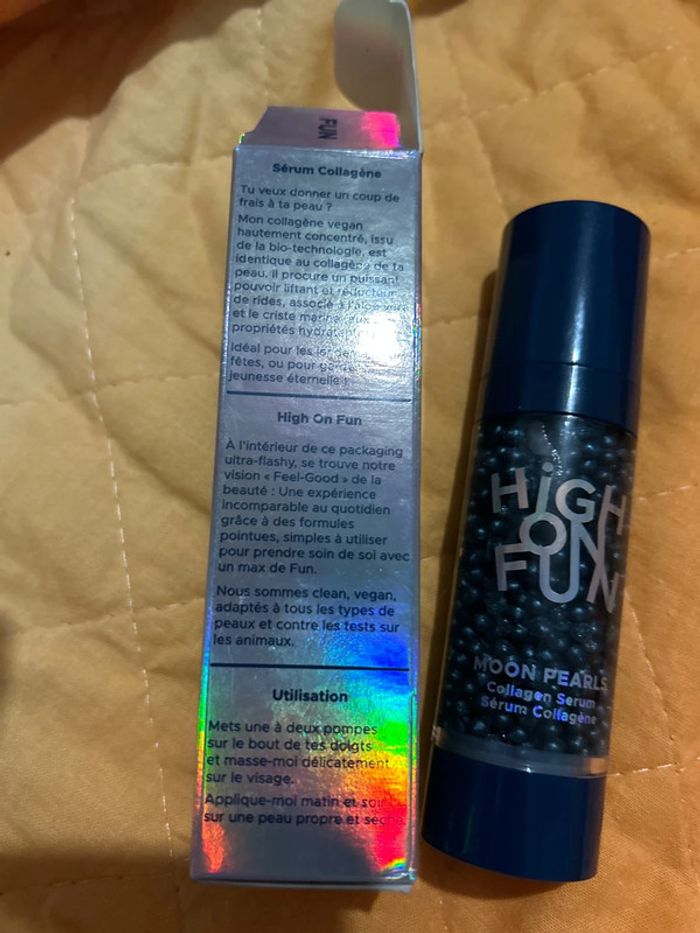 FUN
Sérum Collagène
Tu veux donner un coup de
frais à ta peau ?
Mon collagène vegan
hautement concentré, issu
de la bio-technologie, est
identique au collagène de ta
peau. Il procure un puissant
pouvoir liftant et réducteur
de rides, associé à l'aloe vera
et le criste marine, aux
propriétés
Idéal pour les
fêtes, ou pour
jeunesse éternelle !
High On Fun
À l'intérieur de ce packaging
ultra-flashy, se trouve notre
vision « Feel-Good » de la
beauté : Une expérience
incomparable au quotidien
grâce à des formules
pointues, simples à utiliser
pour prendre soin de soi avec
un max de Fun.
Nous sommes clean, vegan,
adaptés à tous les types de
peaux et contre les tests sur
les animaux.
Utilisation
Mets une à deux pompes
sur le bout de tes doigts
et masse-moi délicatement
sur le visage.
Applique-moi matin et soir
sur une peau propre et sèche.
HiGH
ON
FUN
MOON PEARLS
Collagen Serum
Sérum Collagène